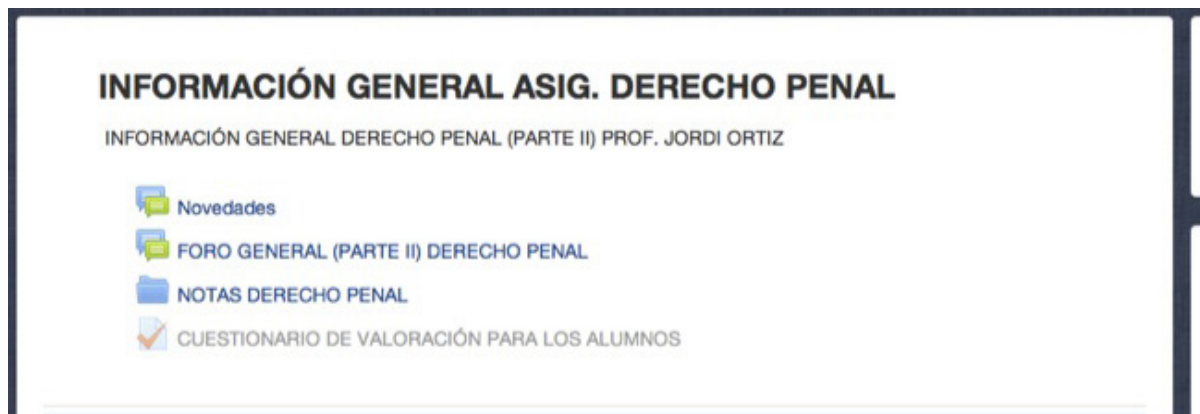 INFORMACIÓN GENERAL ASIG. DERECHO PENAL
INFORMACIÓN GENERAL DERECHO PENAL (PARTE II) PROF. JORDI ORTIZ
Novedades
FORO GENERAL (PARTE II) DERECHO PENAL
NOTAS DERECHO PENAL
CUESTIONARIO DE VALORACIÓN PARA LOS ALUMNOS